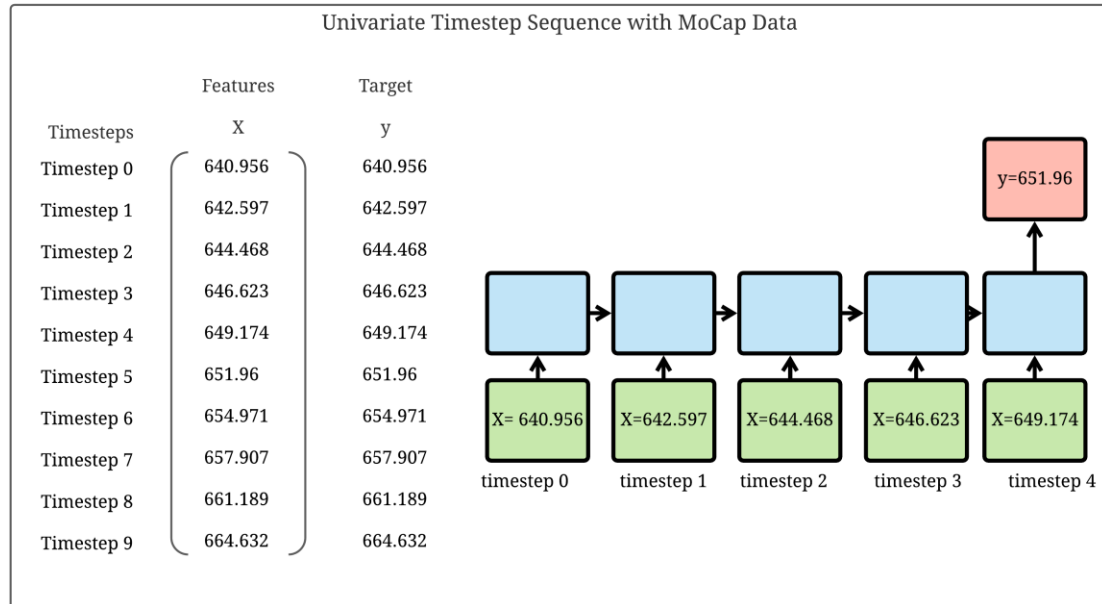 Univariate Timestep Sequence with MoCap Data
Features Target
Timesteps X y
Timestep 0 640.956 640.956
Timestep 1 642.597 642.597
Timestep 2 644.468 644.468
Timestep 3 646.623 646.623
Timestep 4 649.174 649.174
Timestep 5 651.96 651.96
Timestep 6 654.971 654.971
Timestep 7 657.907 657.907
Timestep 8 661.189 661.189
Timestep 9 664.632 664.632
y=651.96
X= 640.956 X=642.597 X=644.468 X=646.623 X=649.174
timestep 0 timestep 1 timestep 2 timestep 3 timestep 4